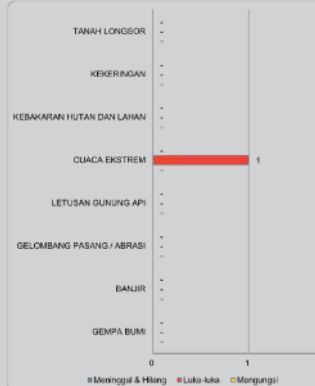 TANAH LONGSOR
KEKERINGAN
KEBAKARAN HUTAN DAN LAHAN
CUACA EKSTREM
1
LETUSAN GUNUNG API
GELOMBANG PASANG / ABRASI
BANJIR
GEMPA BUMI
0 1
Meninggal & Hilang Luka-luka Mengungsi